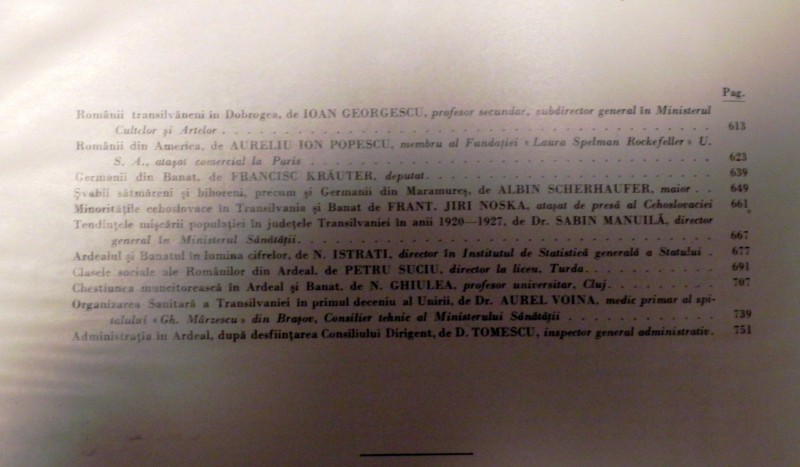 Pag.
Românii transilvăneni în Dobrogea, de IOAN GEORGESCU, profesor secundar, subdirector general în Ministerul
Cultelor și Artelor . . . . . . . . . . . . . . . . . . . . . . . . . . . . . . 613
Românii din America, de AURELIU ION POPESCU, membru al Fundației « Laura Spelman Rockefeller » U.
S. A., atașat comercial la Paris . . . . . . . . . . . . . . . . . . . . . . . . 623
Germanii din Banat, de FRANCISC KRÄUTER, deputat. . . . . . . . . . . . . . . . . 639
Șvabii sătmăreni și bihoreni, precum și Germanii din Maramureș, de ALBIN SCHERHAUFER, maior . . 649
Minoritățile cehoslovace în Transilvania și Banat de FRANT. JIRI NOSKA, atașat de presă al Cehoslovaciei 661
Tendințele mișcării populației în județele Transilvaniei în anii 1920—1927, de Dr. SABIN MANUILĂ, director
general în Ministerul Sănătății. . . . . . . . . . . . . . . . . . . . . . . . . 667
Ardealul și Banatul în lumina cifrelor, de N. ISTRATI, director în Institutul de Statistică generală a Statului . 677
Clasele sociale ale Românilor din Ardeal, de PETRU SUCIU, director la liceu, Turda. . . . . . . . 691
Chestiunea muncitorească în Ardeal și Banat. de N. GHIULEA, profesor universitar, Cluj. . . . . . . 707
Organizarea Sanitară a Transilvaniei în primul deceniu al Unirii, de Dr. AUREL VOINA, medic primar al spi-
talului « Gh. Mârzescu » din Brașov, Consilier tehnic al Ministerului Sănătății . . . . . . . . . 739
Administrația în Ardeal, după desființarea Consiliului Dirigent, de D. TOMESCU, inspector general administrativ. 751